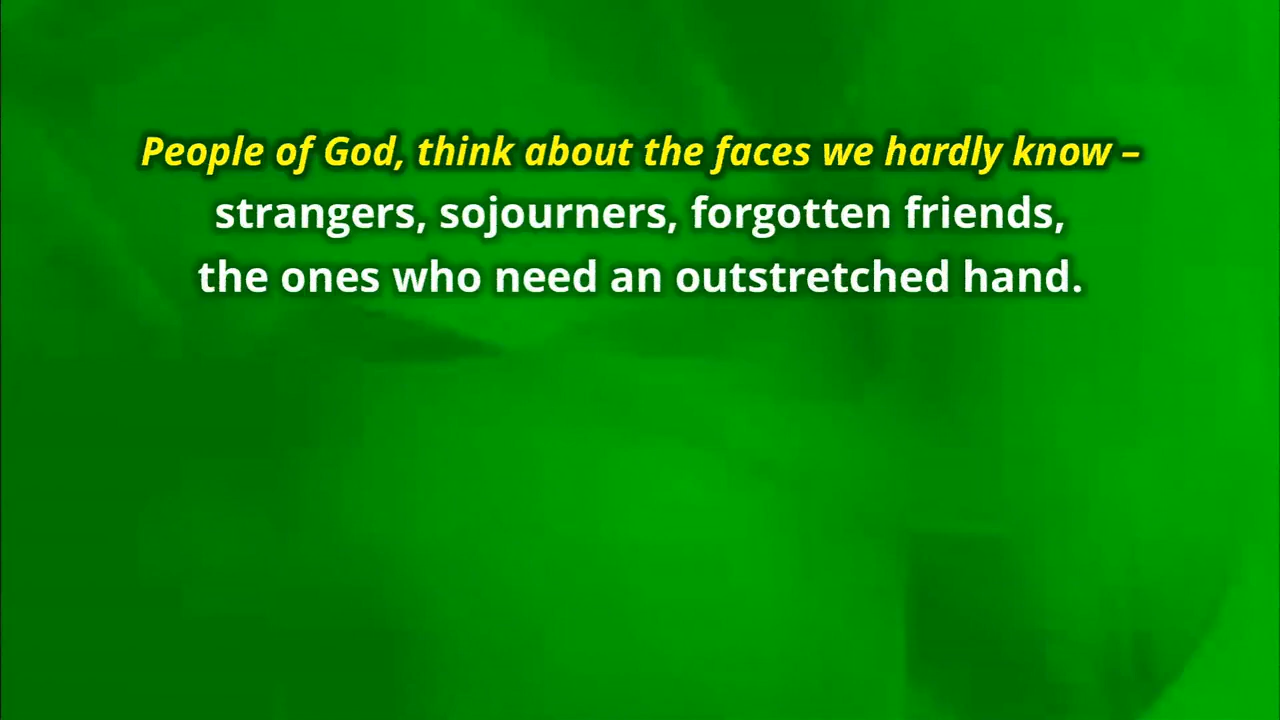 People of God, think about the faces we hardly know –
strangers, sojourners, forgotten friends,
the ones who need an outstretched hand.